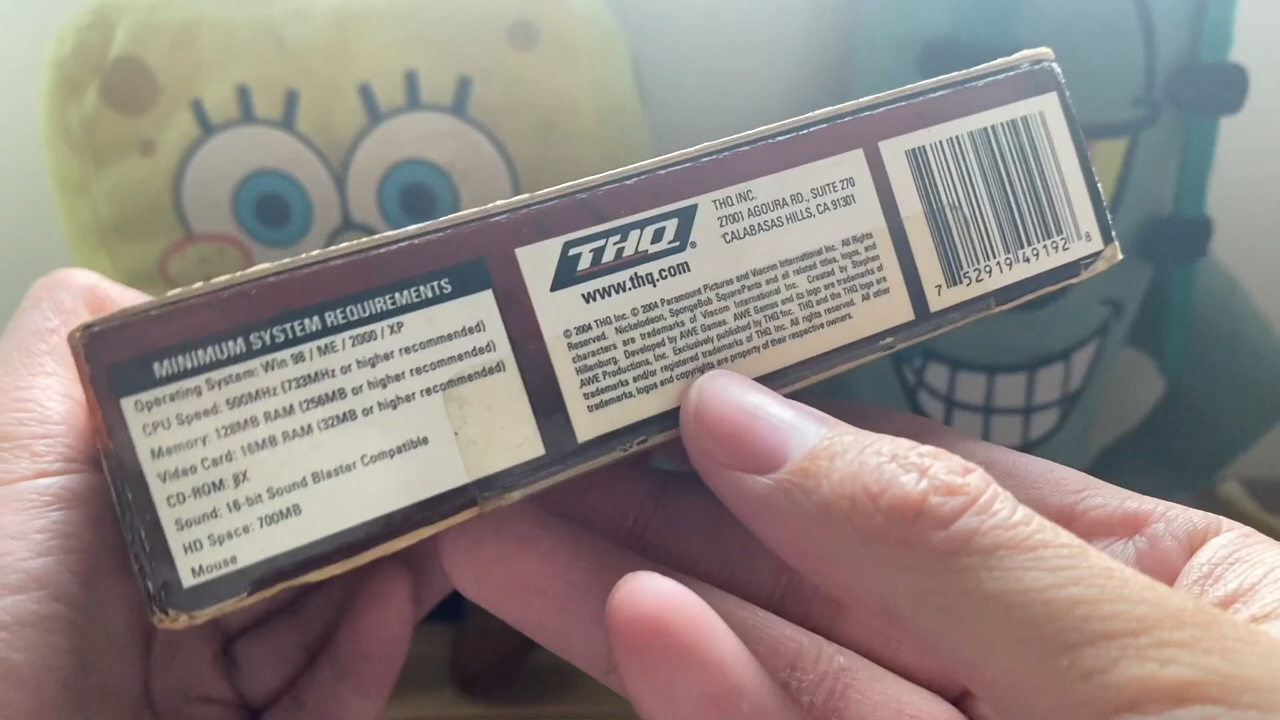 MINIMUM SYSTEM REQUIREMENTS
Operating System: Win 98 / ME / 2000 / XP
CPU Speed: 500MHz (733MHz or higher recommended)
Memory: 128MB RAM (256MB or higher recommended)
Video Card: 16MB RAM (32MB or higher recommended)
CD-ROM: 8X
Sound: 16-bit Sound Blaster Compatible
HD Space: 700MB
Mouse
THQ®
www.thq.com
THQ INC.
27001 AGOURA RD., SUITE 270
CALABASAS HILLS, CA 91301
© 2004 THQ Inc. © 2004 Paramount Pictures and Viacom International Inc. All Rights
Reserved. Nickelodeon, SpongeBob SquarePants and all related titles, logos, and
characters are trademarks of Viacom International Inc. Created by Stephen
Hillenburg. Developed by AWE Games. AWE Games and its logo are trademarks of
AWE Productions, Inc. Exclusively published by THQ Inc. THQ and the THQ logo are
trademarks and/or registered trademarks of THQ Inc. All rights reserved. All other
trademarks, logos and copyrights are property of their respective owners.
7 52919 49192 8